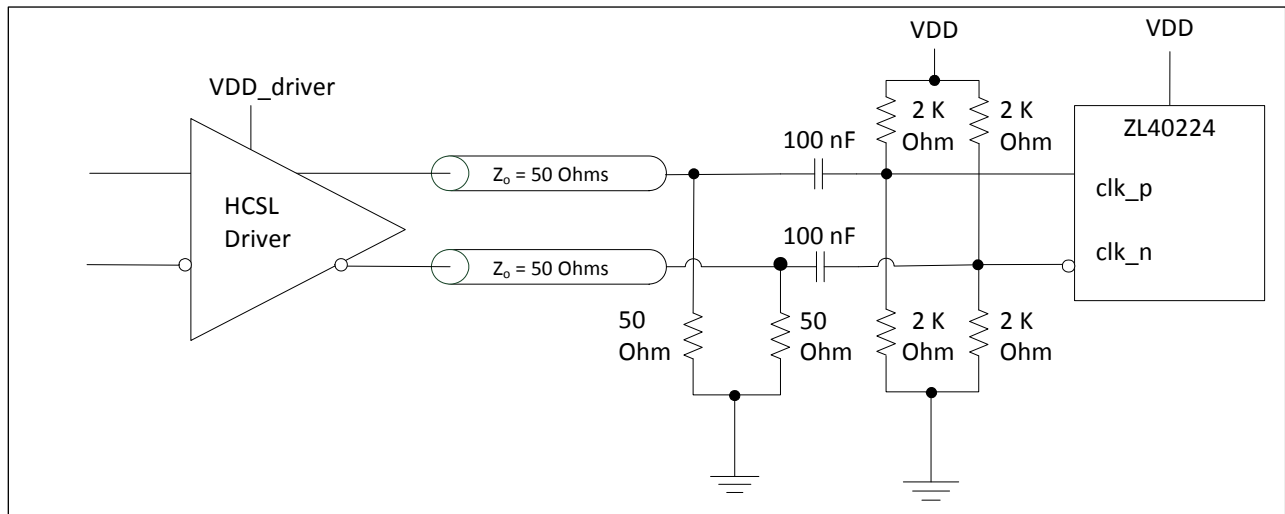 VDD
VDD
VDD_driver
2 K
Ohm
2 K
Ohm
ZL40224
100 nF
Zo = 50 Ohms
clk_p
HCSL
Driver
100 nF
clk_n
Zo = 50 Ohms
50
Ohm
50
Ohm
2 K
Ohm
2 K
Ohm